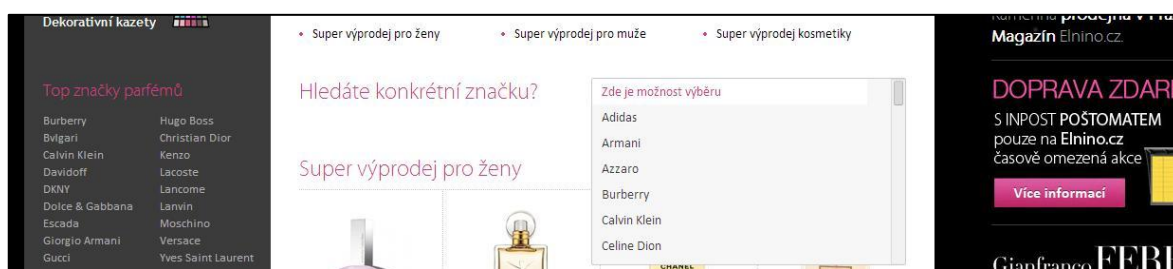 Dekorativní kazety
Top značky parfémů
Burberry
Bvlgari
Calvin Klein
Davidoff
DKNY
Dolce & Gabbana
Escada
Giorgio Armani
Gucci
Hugo Boss
Christian Dior
Kenzo
Lacoste
Lancome
Lanvin
Moschino
Versace
Yves Saint Laurent
• Super výprodej pro ženy
• Super výprodej pro muže
• Super výprodej kosmetiky
Hledáte konkrétní značku?
Zde je možnost výběru
Adidas
Armani
Azzaro
Burberry
Calvin Klein
Celine Dion
Super výprodej pro ženy
CHANEL
prodejna v
Magazín Elnino.cz.
DOPRAVA
S INPOST POŠTOMATEM
pouze na Elnino.cz
časově omezená akce
Více informací
Gianfranco